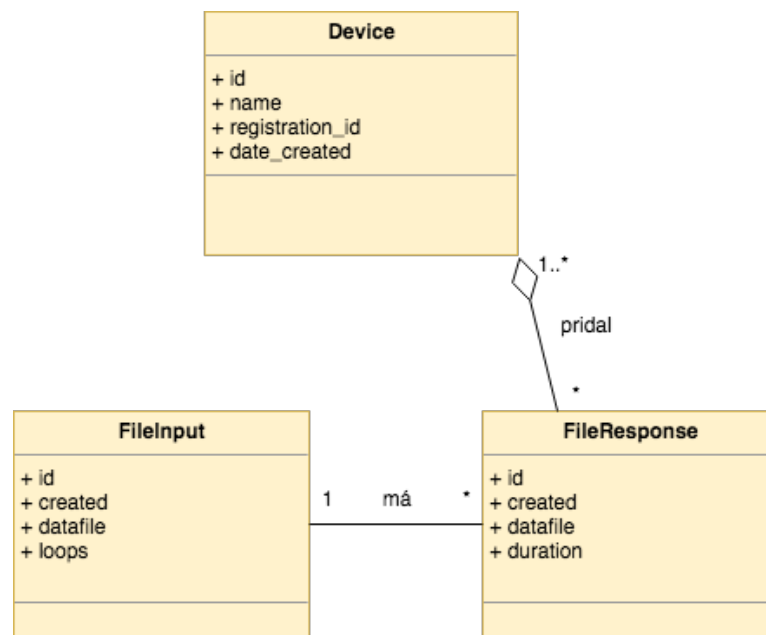 Device
+ id
+ name
+ registration_id
+ date_created
1..*
pridal
*
FileInput
+ id
+ created
+ datafile
+ loops
1 má *
FileResponse
+ id
+ created
+ datafile
+ duration